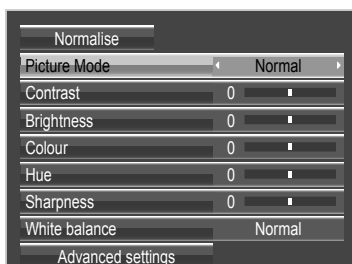 Normalise
Picture Mode Normal
Contrast 0
Brightness 0
Colour 0
Hue 0
Sharpness 0
White balance Normal
Advanced settings